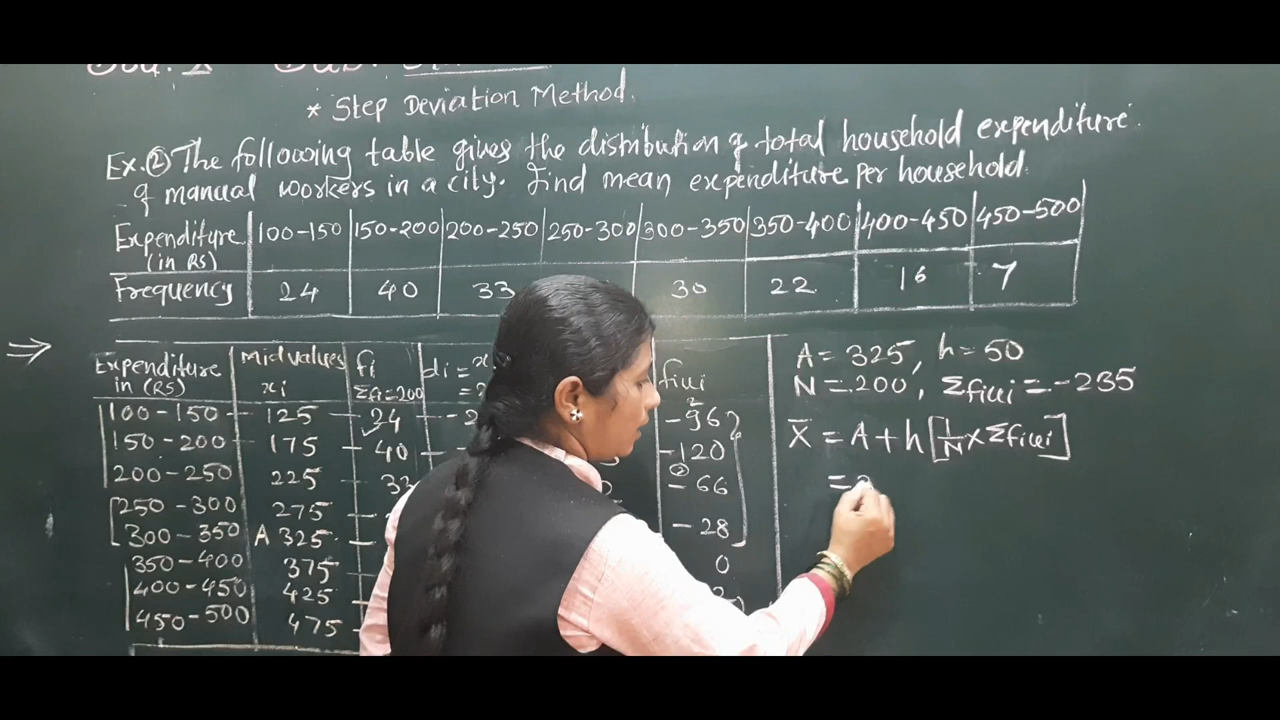 * Step Deviation Method.
Ex.② The following table gives the distribution of total household expenditure
of manual workers in a city. Find mean expenditure per household.
Expenditure (in RS) 100-150 150-200 200-250 250-300 300-350 350-400 400-450 450-500
Frequency 24 40 33 30 22 16 7
⇒
Expenditure in (RS) Mid values xi fi Σfi=200 di = x = fiui
100-150 125 24 -96
150-200 175 40 -120
200-250 225 33 -66
250-300 275 -28
300-350 A 325 0
350-400 375
400-450 425
450-500 475
A = 325, h = 50
N = 200, Σfiui = -235
X̄ = A + h [1/N × Σfiui]
=